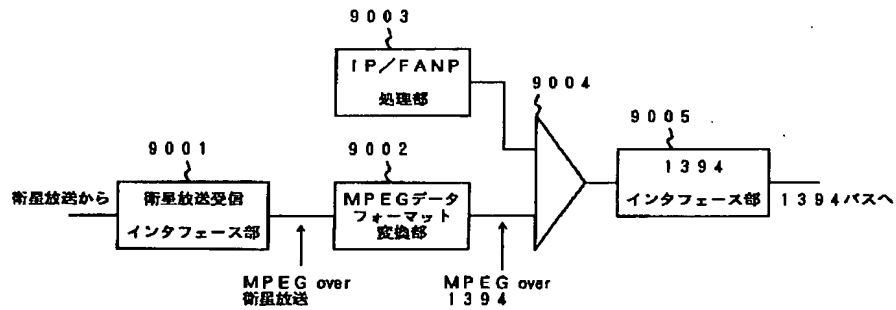 9003
IP/FANP
処理部
9004
9005
1394
インタフェース部
1394バスへ
9001
衛星放送から
衛星放送受信
インタフェース部
9002
MPEGデータ
フォーマット
変換部
MPEG over
衛星放送
MPEG over
1394